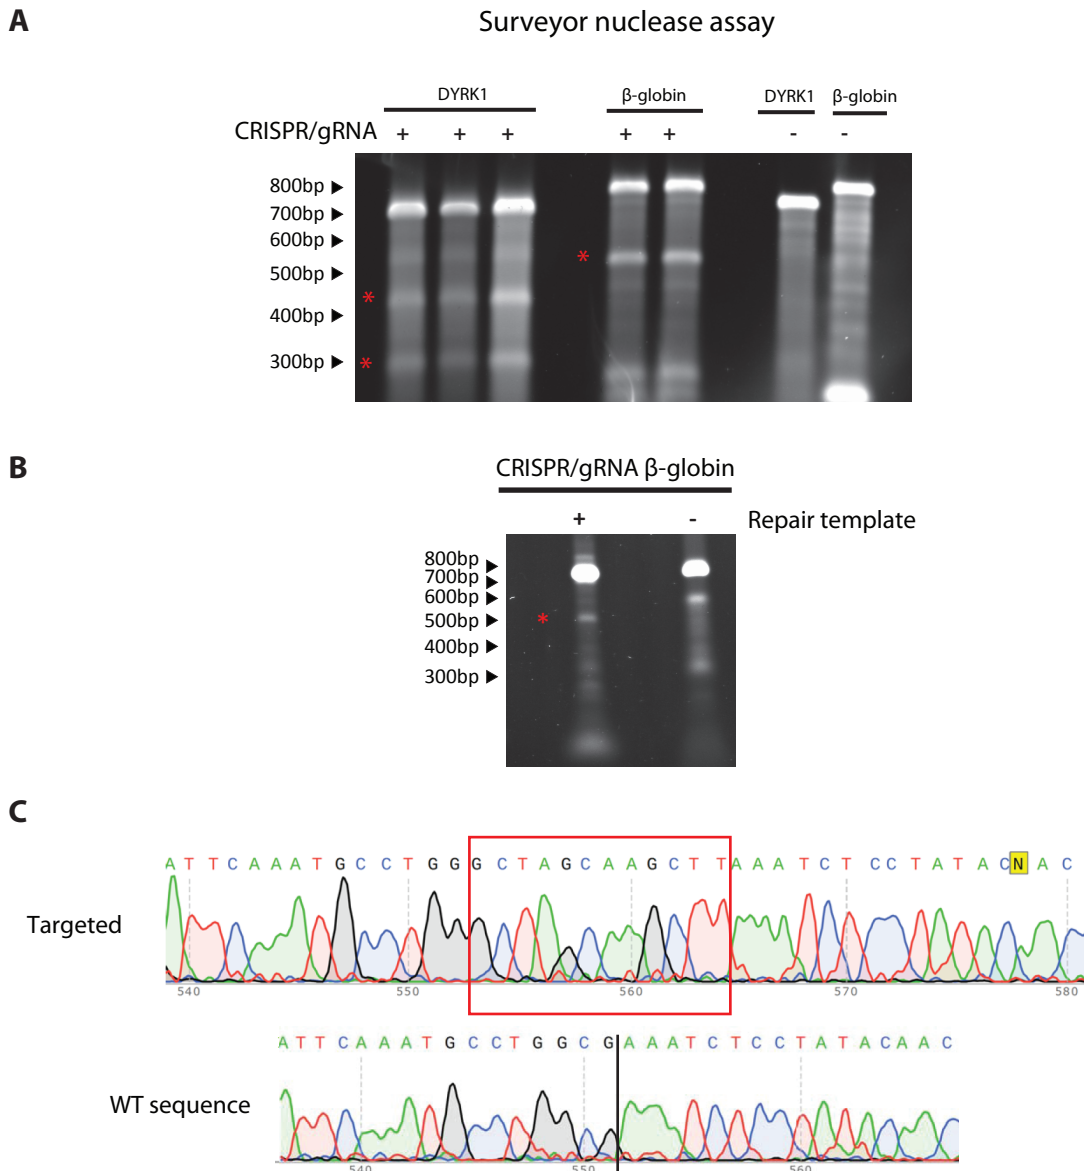 A
Surveyor nuclease assay
DYRK1
β-globin
DYRK1
β-globin
CRISPR/gRNA + + + + + - -
800bp
700bp
600bp
500bp
400bp
300bp
*
*
*
B
CRISPR/gRNA β-globin
+ - Repair template
800bp
700bp
600bp
500bp
400bp
300bp
*
C
A T T C A A A T G C C T G G G C T A G C A A G C T T A A A T C T C C T A T A C N A C
Targeted
540 550 560 570 580
A T T C A A A T G C C T G G C G A A A T C T C C T A T A C A A C
WT sequence
540 550 560